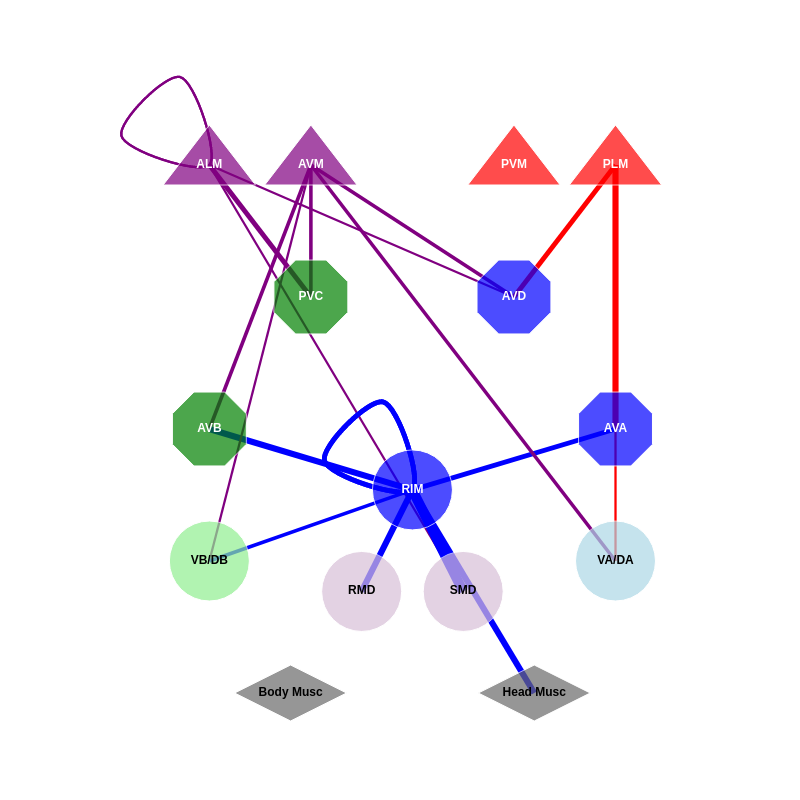 ALM
AVM
PVM
PLM
PVC
AVD
AVB
AVA
RIM
VB/DB
VA/DA
RMD
SMD
Body Musc
Head Musc